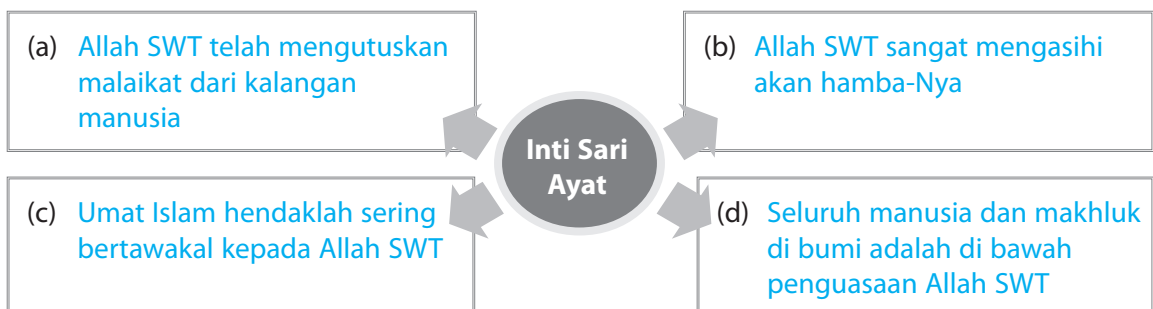 (a) Allah SWT telah mengutuskan
malaikat dari kalangan
manusia
(b) Allah SWT sangat mengasihi
akan hamba-Nya
Inti Sari
Ayat
(c) Umat Islam hendaklah sering
bertawakal kepada Allah SWT
(d) Seluruh manusia dan makhluk
di bumi adalah di bawah
penguasaan Allah SWT